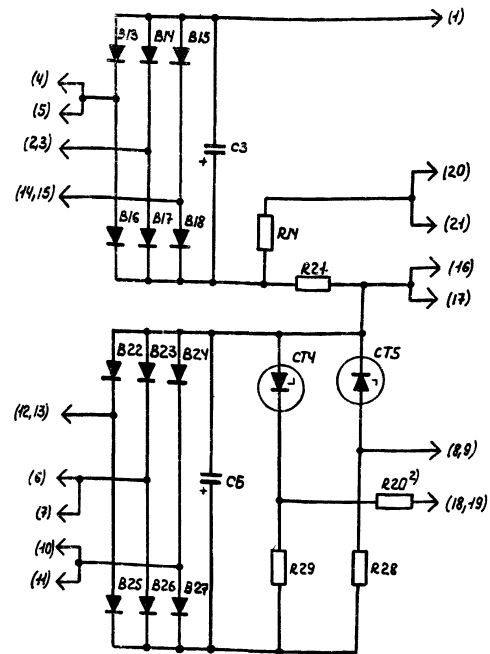 (1)
В13 В14 В15
(4)
(5)
(2,3)
С3
(14,15)
(20)
В16 В17 В18
R14
(21)
R21
(16)
(17)
В22 В23 В24
СТ4
СТ5
(12,13)
(8,9)
(6)
С6
R20²⁾
(18,19)
(7)
(10)
(11)
R29
R28
В25 В26 В27